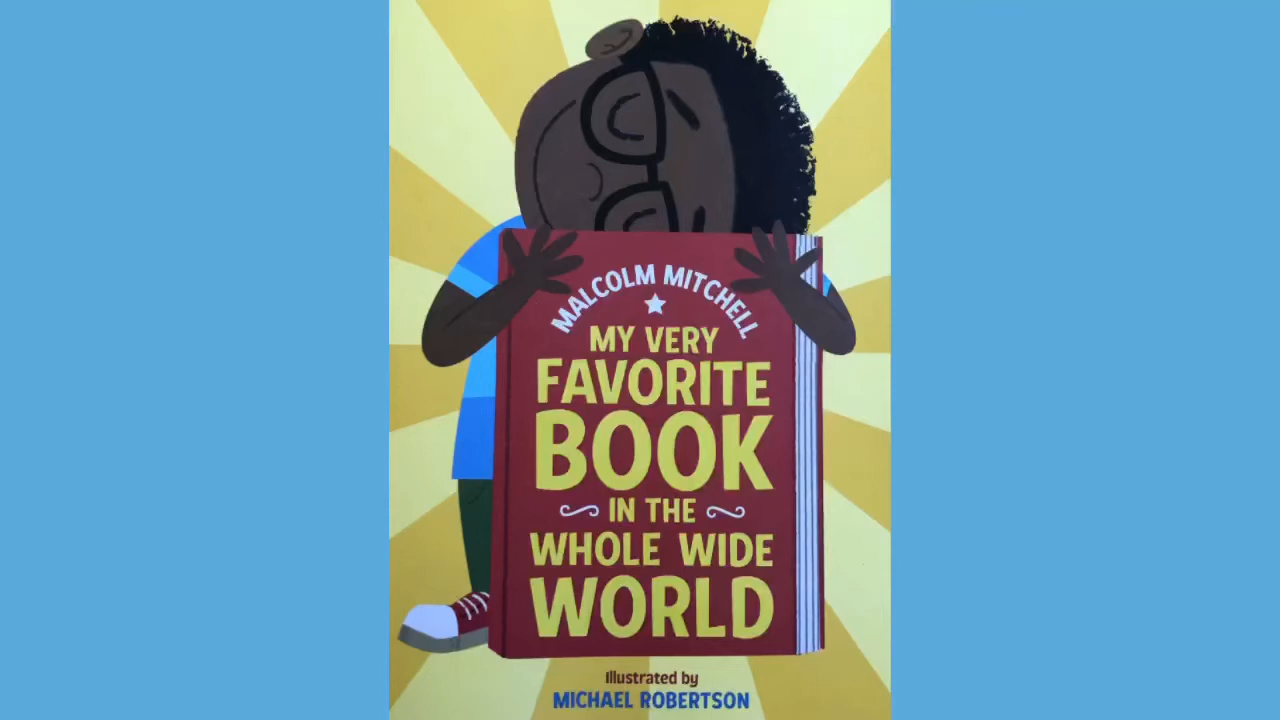 MALCOLM MITCHELL
MY VERY
FAVORITE
BOOK
IN THE
WHOLE WIDE
WORLD
Illustrated by
MICHAEL ROBERTSON